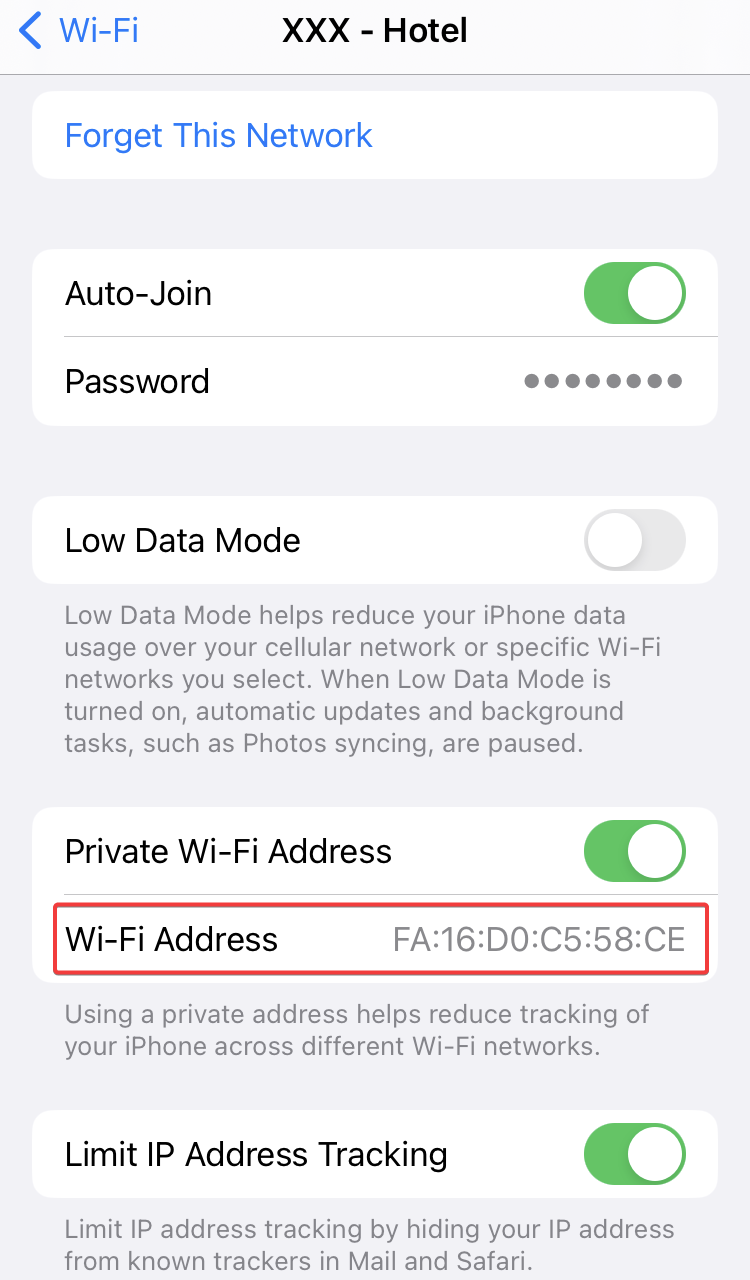 Wi-Fi
XXX - Hotel
Forget This Network
Auto-Join
Password ●●●●●●●●
Low Data Mode
Low Data Mode helps reduce your iPhone data
usage over your cellular network or specific Wi-Fi
networks you select. When Low Data Mode is
turned on, automatic updates and background
tasks, such as Photos syncing, are paused.
Private Wi-Fi Address
Wi-Fi Address FA:16:D0:C5:58:CE
Using a private address helps reduce tracking of
your iPhone across different Wi-Fi networks.
Limit IP Address Tracking
Limit IP address tracking by hiding your IP address
from known trackers in Mail and Safari.